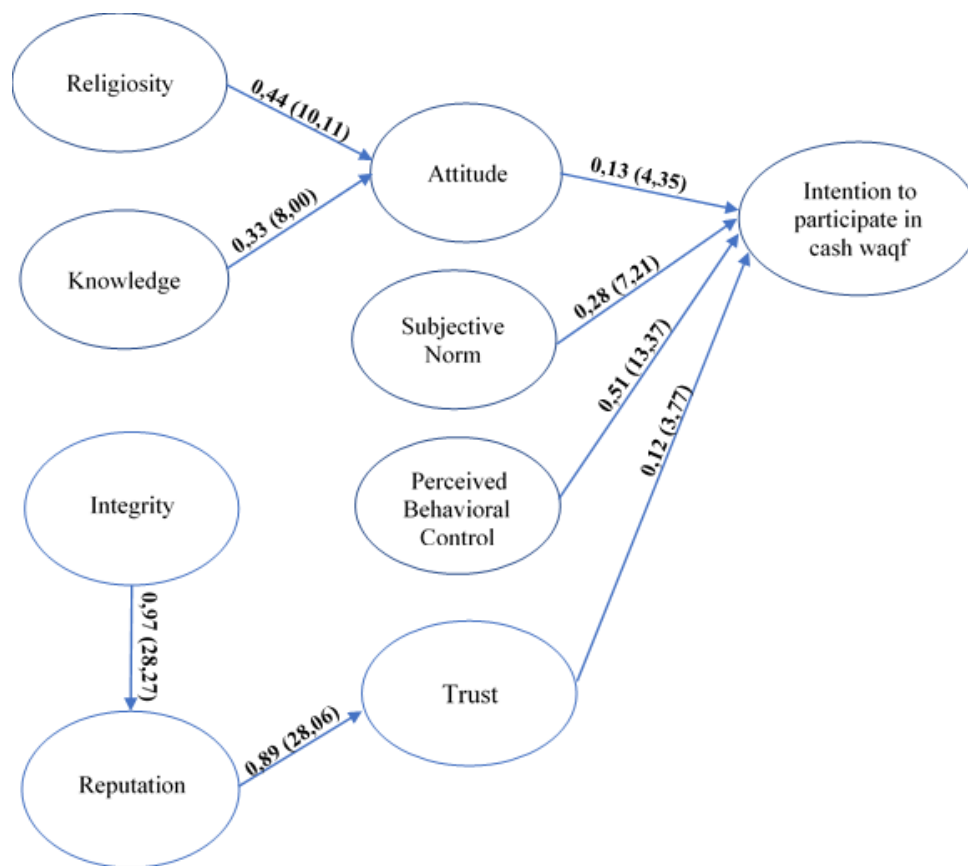 Religiosity
0,44 (10,11)
Attitude
0,13 (4,35)
Intention to
participate in
cash waqf
Knowledge
0,33 (8,00)
Subjective
Norm
0,28 (7,21)
0,51 (13,37)
Perceived
Behavioral
Control
0,12 (3,77)
Integrity
0,97 (28,27)
Trust
Reputation
0,89 (28,06)